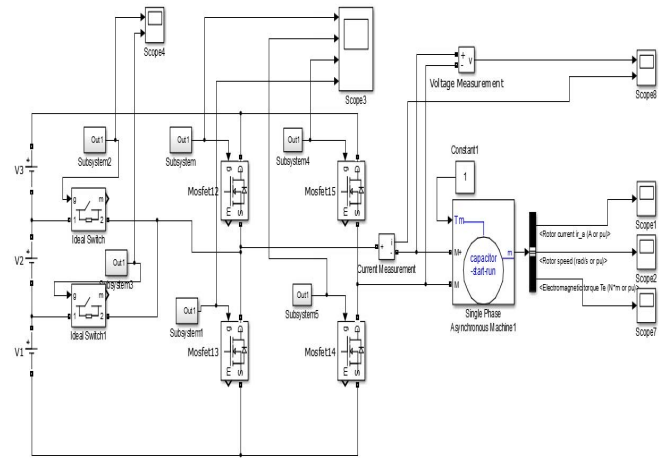 Scope4
Scope3
+
-
v
Voltage Measurement
Scope8
Out1
Subsystem2
Out1
Subsystem
Out1
Subsystem4
Constant1
1
V3
g
m
1
2
Ideal Switch
g
D
S
m
Mosfet12
g
D
S
m
Mosfet15
Tm
M+
M
m
capacitor
-start-run
Single Phase
Asynchronous Machine1
Scope1
<Rotor current ir_a (A or pu)>
<Rotor speed (rad/s or pu)>
Scope2
<Electromagnetic torque Te (N*m or pu)>
Scope7
+
i
-
Current Measurement
V2
Out1
Subsystem3
g
m
1
2
Ideal Switch1
Out1
Subsystem1
Out1
Subsystem5
V1
g
D
S
m
Mosfet13
g
D
S
m
Mosfet14